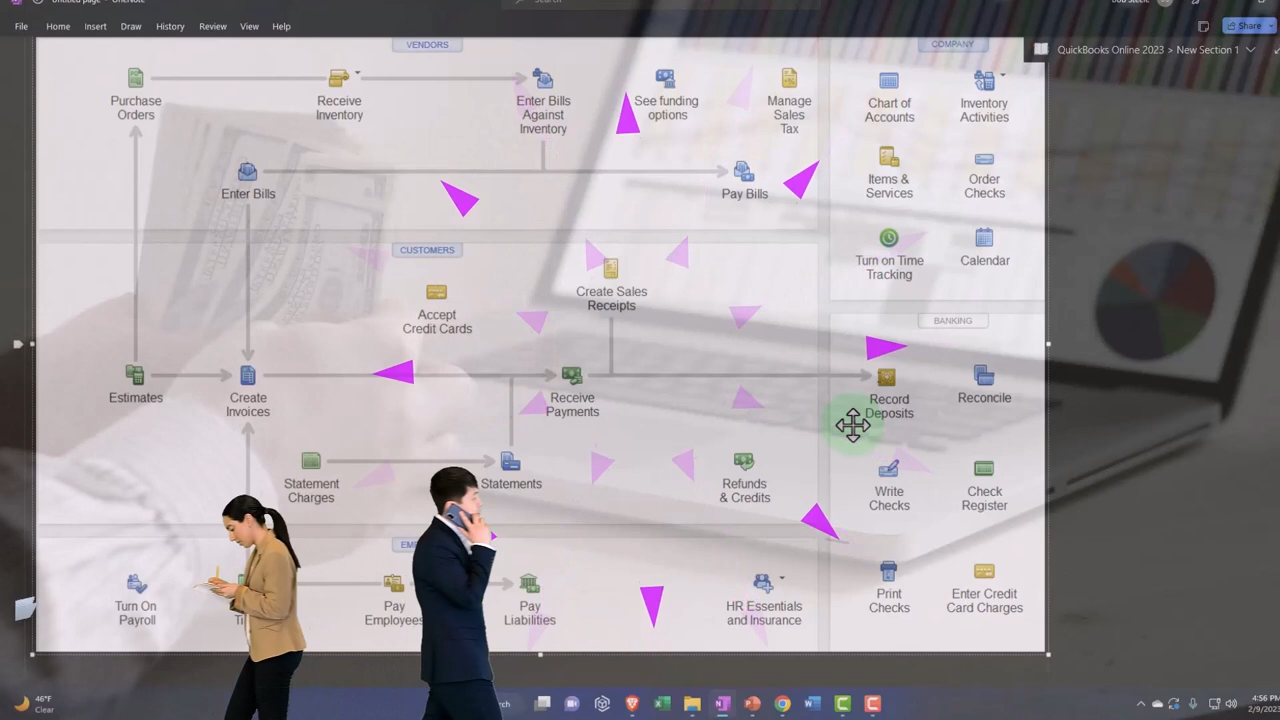 File Home Insert Draw History Review View Help
Share
QuickBooks Online 2023 > New Section 1
VENDORS
COMPANY
Purchase
Orders
Receive
Inventory
Enter Bills
Against
Inventory
See funding
options
Manage
Sales
Tax
Chart of
Accounts
Inventory
Activities
Enter Bills
Pay Bills
Items &
Services
Order
Checks
Turn on Time
Tracking
Calendar
CUSTOMERS
Accept
Credit Cards
Create Sales
Receipts
BANKING
Estimates
Create
Invoices
Receive
Payments
Record
Deposits
Reconcile
Statement
Charges
Statements
Refunds
& Credits
Write
Checks
Check
Register
Turn On
Payroll
Pay
Employees
Pay
Liabilities
HR Essentials
and Insurance
Print
Checks
Enter Credit
Card Charges
46°F
Clear
4:56 PM